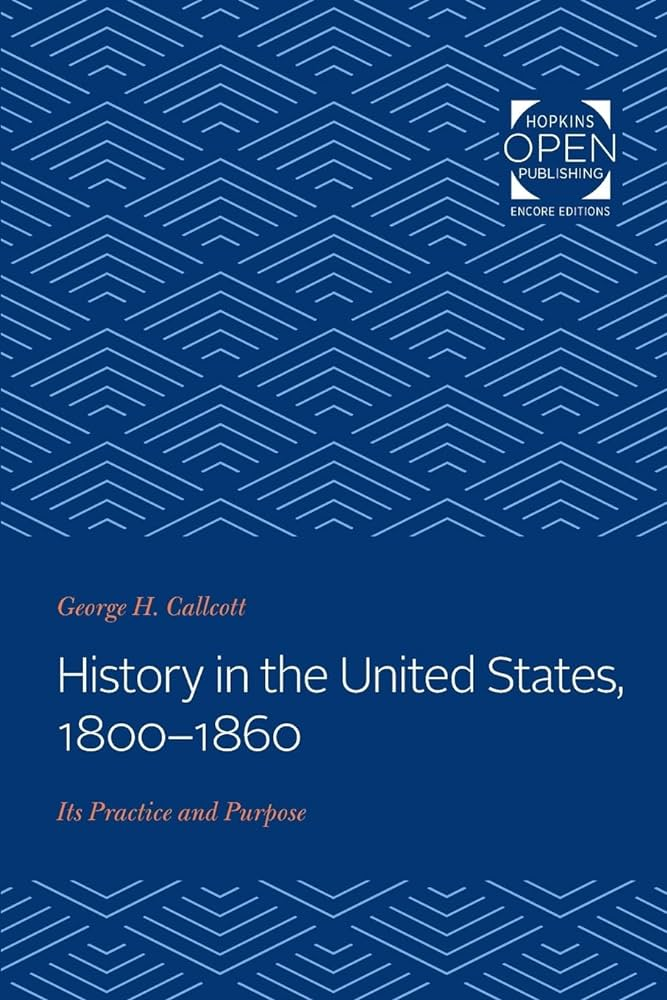 HOPKINS
OPEN
PUBLISHING
ENCORE EDITIONS
George H. Callcott
History in the United States,
1800–1860
Its Practice and Purpose